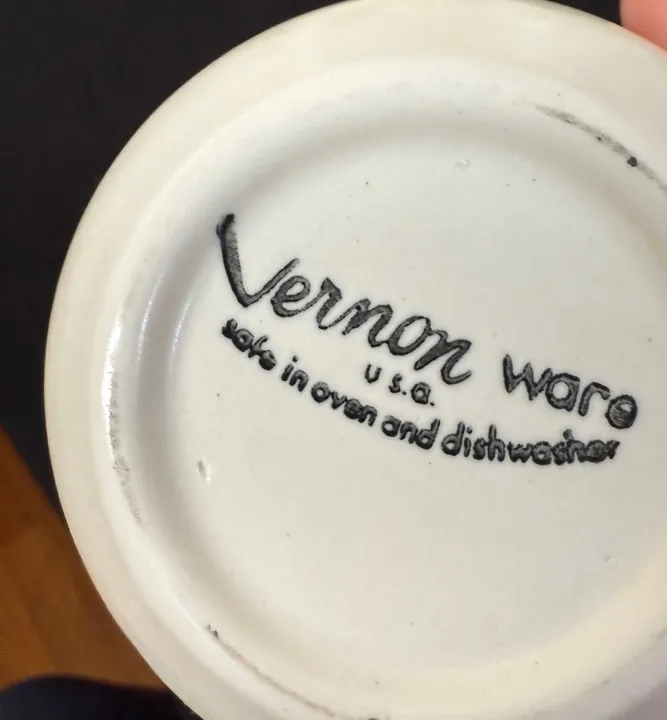 Vernon ware
u s.a.
safe in oven and dishwasher